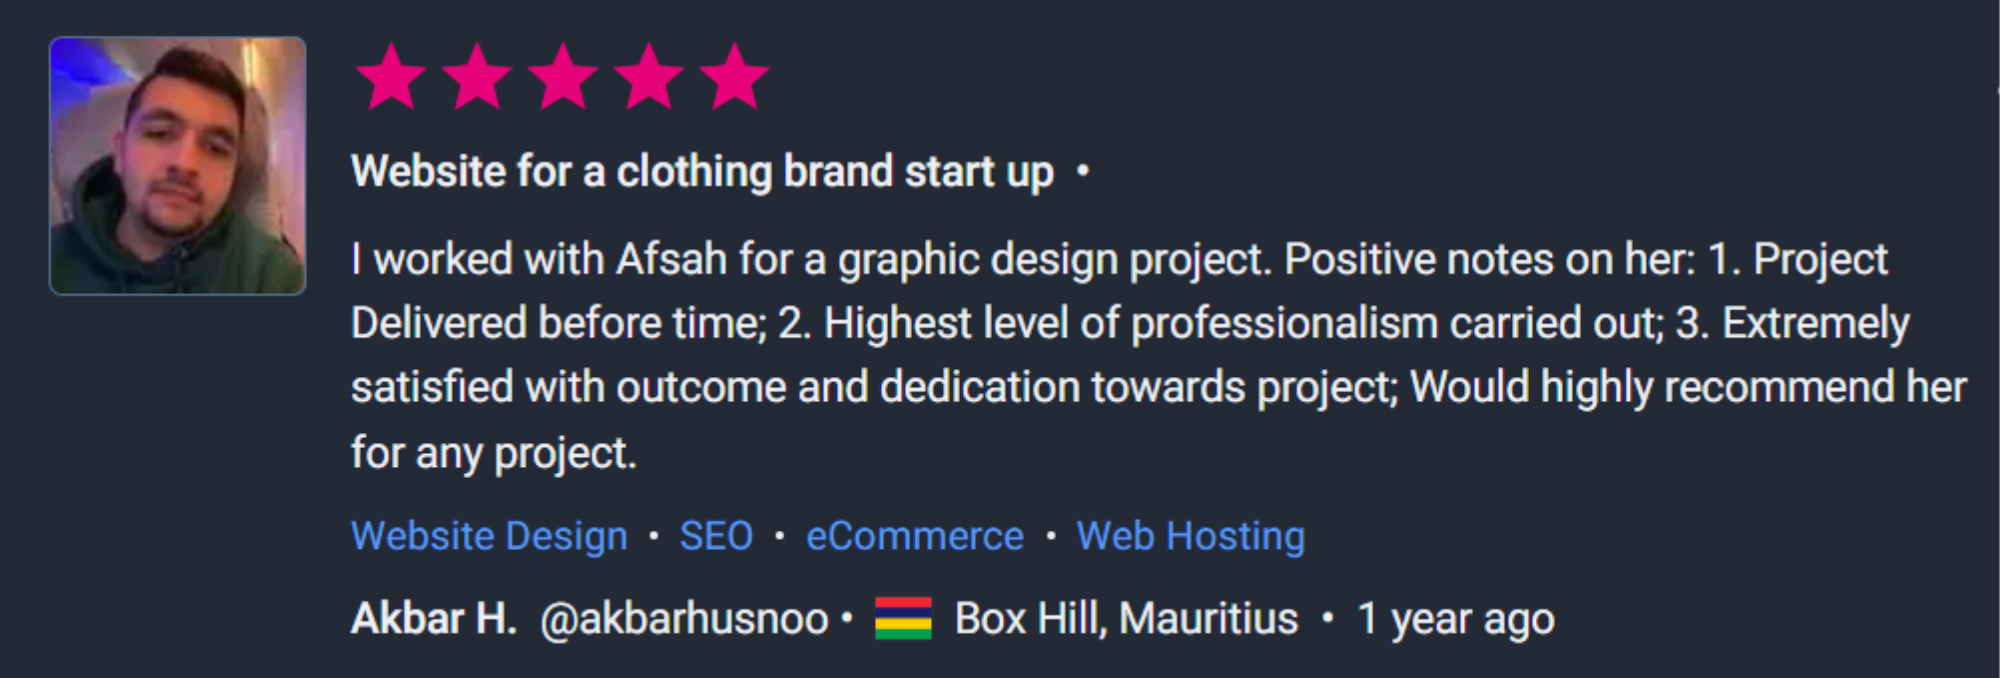 Website for a clothing brand start up •
I worked with Afsah for a graphic design project. Positive notes on her: 1. Project
Delivered before time; 2. Highest level of professionalism carried out; 3. Extremely
satisfied with outcome and dedication towards project; Would highly recommend her
for any project.
Website Design • SEO • eCommerce • Web Hosting
Akbar H. @akbarhusnoo • Box Hill, Mauritius • 1 year ago